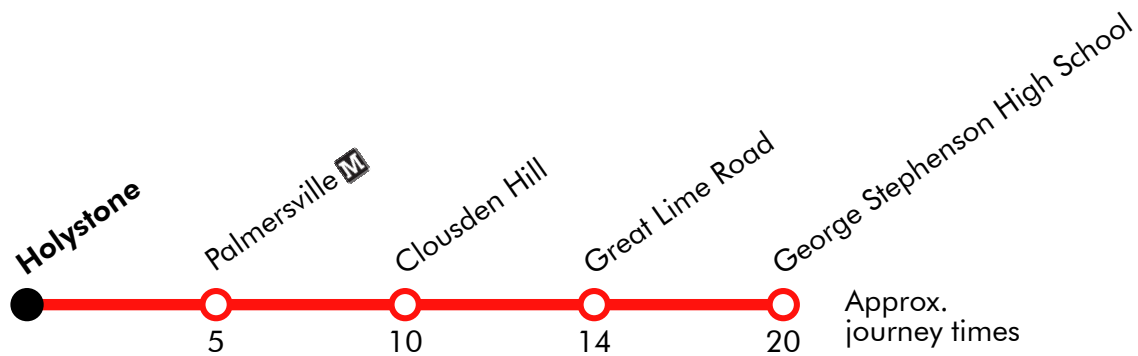 Holystone
Palmersville M
Clousden Hill
Great Lime Road
George Stephenson High School
5
10
14
20
Approx.
journey times